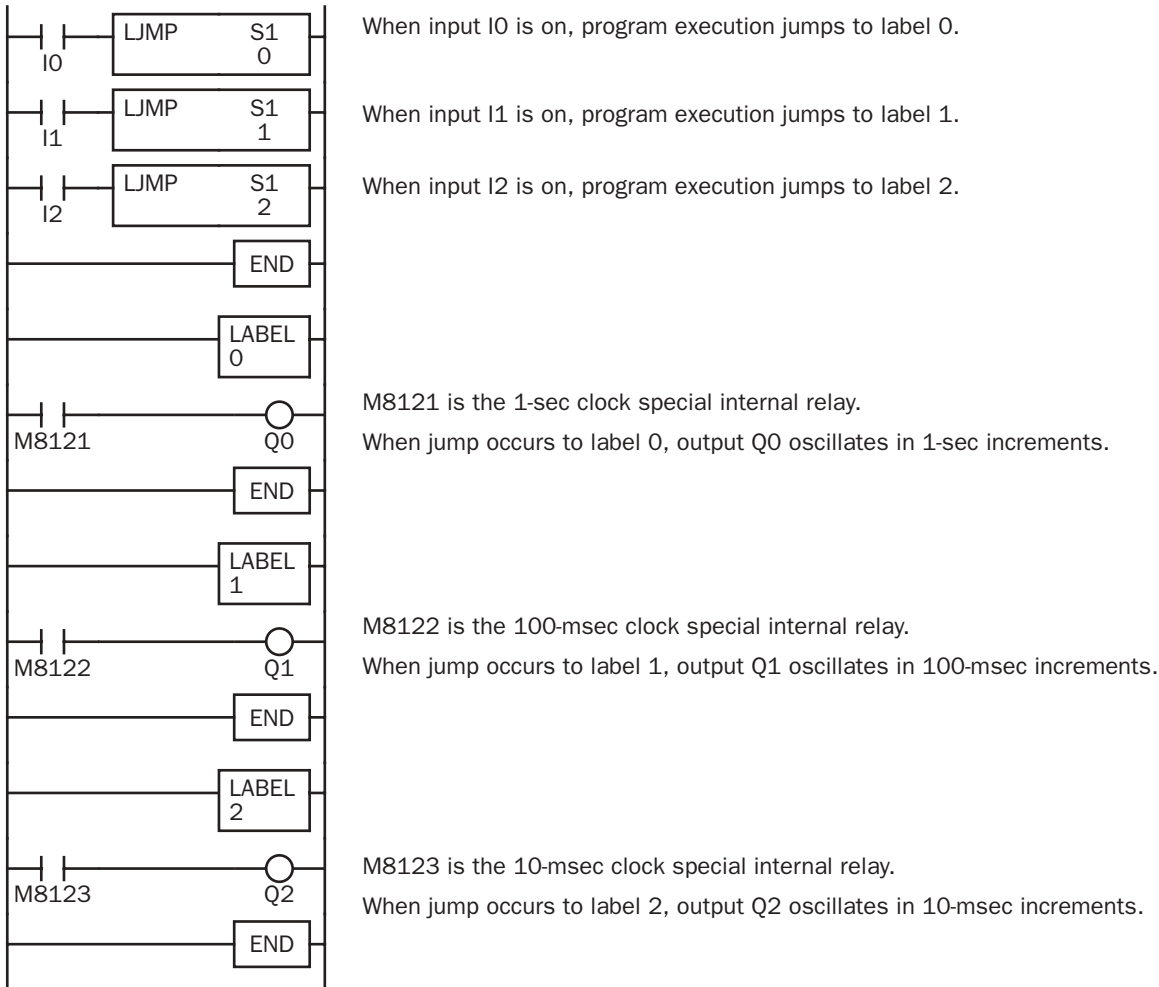 LJMP S1
0
I0
When input I0 is on, program execution jumps to label 0.
LJMP S1
1
I1
When input I1 is on, program execution jumps to label 1.
LJMP S1
2
I2
When input I2 is on, program execution jumps to label 2.
END
LABEL
0
M8121 Q0
M8121 is the 1-sec clock special internal relay.
When jump occurs to label 0, output Q0 oscillates in 1-sec increments.
END
LABEL
1
M8122 Q1
M8122 is the 100-msec clock special internal relay.
When jump occurs to label 1, output Q1 oscillates in 100-msec increments.
END
LABEL
2
M8123 Q2
M8123 is the 10-msec clock special internal relay.
When jump occurs to label 2, output Q2 oscillates in 10-msec increments.
END